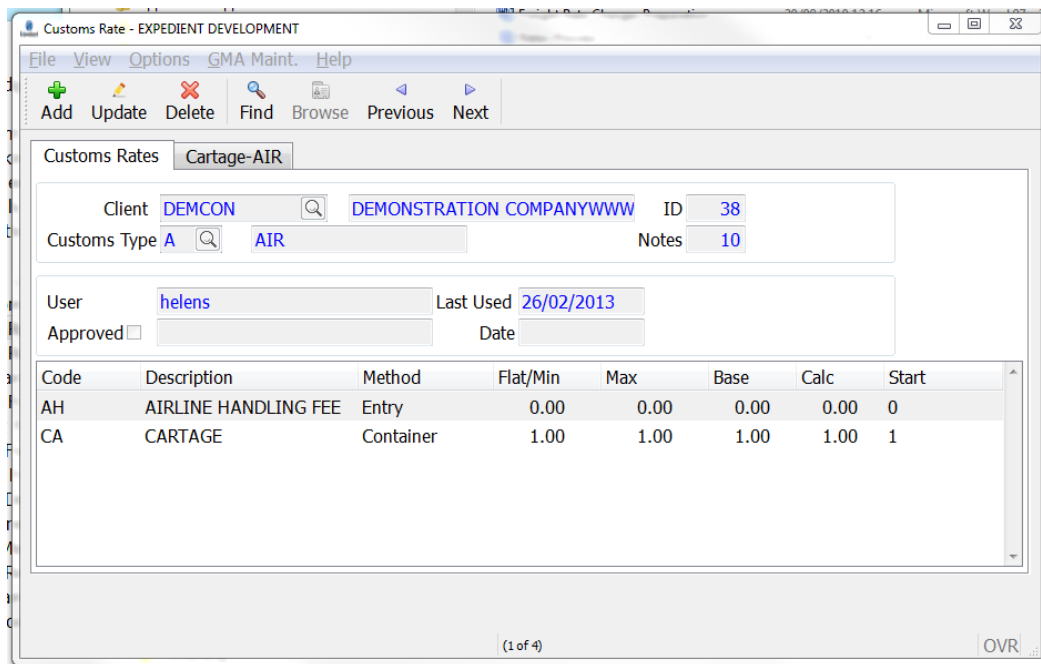 Customs Rate - EXPEDIENT DEVELOPMENT
File View Options GMA Maint. Help
Add Update Delete Find Browse Previous Next
Customs Rates Cartage-AIR
Client DEMCON DEMONSTRATION COMPANYWWW ID 38
Customs Type A AIR Notes 10
User helens Last Used 26/02/2013
Approved Date
Code Description Method Flat/Min Max Base Calc Start
AH AIRLINE HANDLING FEE Entry 0.00 0.00 0.00 0.00 0
CA CARTAGE Container 1.00 1.00 1.00 1.00 1
(1 of 4) OVR